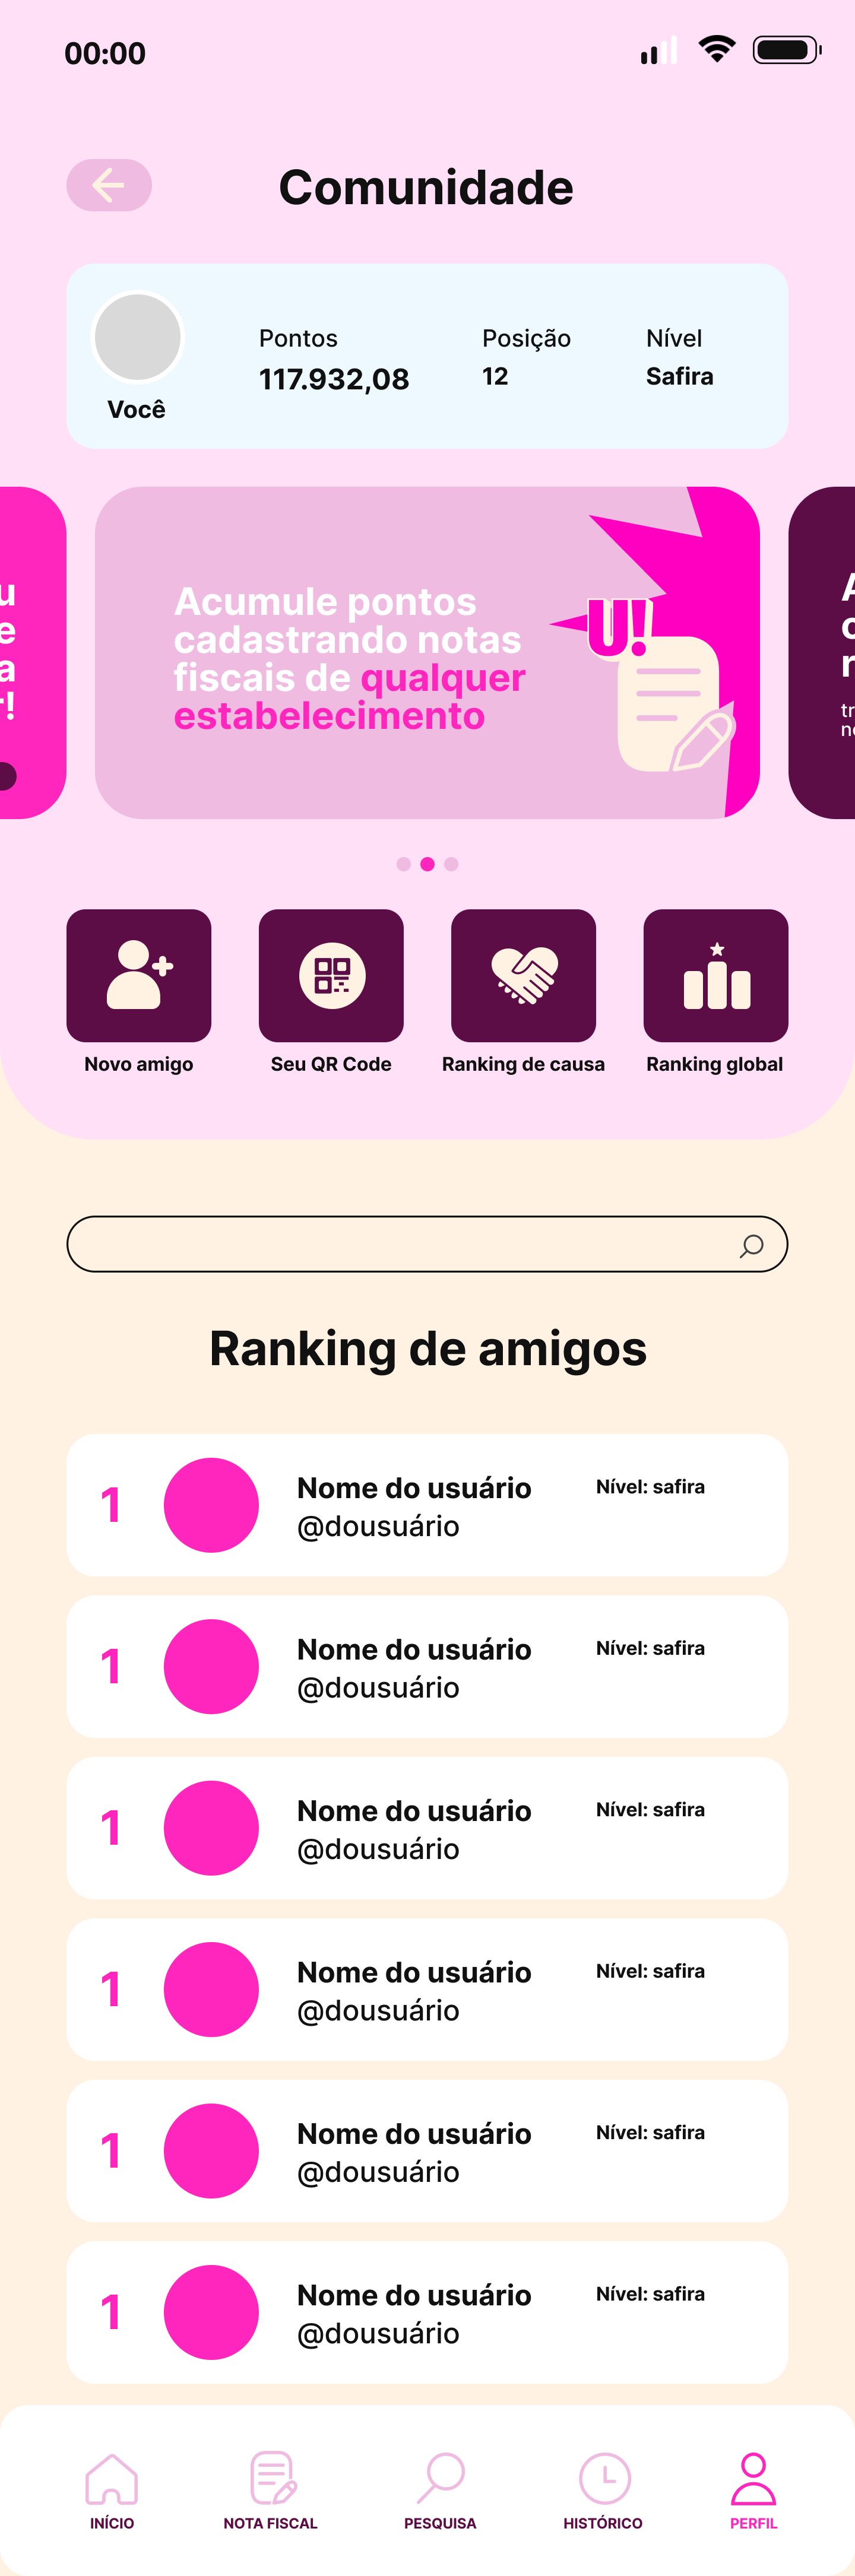 00:00
Comunidade
Você
Pontos
117.932,08
Posição
12
Nível
Safira
u
e
a
r!
Acumule pontos
cadastrando notas
fiscais de qualquer
estabelecimento
U!
A
tr
Novo amigo
Seu QR Code
Ranking de causa
Ranking global
Ranking de amigos
1
Nome do usuário
@dousuário
Nível: safira
1
Nome do usuário
@dousuário
Nível: safira
1
Nome do usuário
@dousuário
Nível: safira
1
Nome do usuário
@dousuário
Nível: safira
1
Nome do usuário
@dousuário
Nível: safira
1
Nome do usuário
@dousuário
Nível: safira
INÍCIO
NOTA FISCAL
PESQUISA
HISTÓRICO
PERFIL